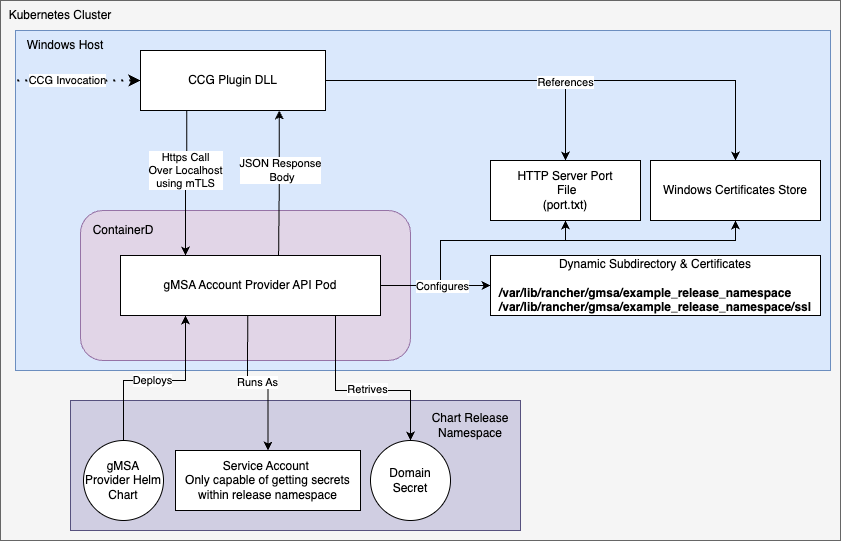 Kubernetes Cluster
Windows Host
CCG Invocation
CCG Plugin DLL
References
Https Call
Over Localhost
using mTLS
JSON Response
Body
HTTP Server Port
File
(port.txt)
Windows Certificates Store
ContainerD
gMSA Account Provider API Pod
Configures
Dynamic Subdirectory & Certificates
/var/lib/rancher/gmsa/example_release_namespace
/var/lib/rancher/gmsa/example_release_namespace/ssl
Deploys
Runs As
Retrives
Chart Release
Namespace
gMSA
Provider Helm
Chart
Service Account
Only capable of getting secrets
within release namespace
Domain
Secret